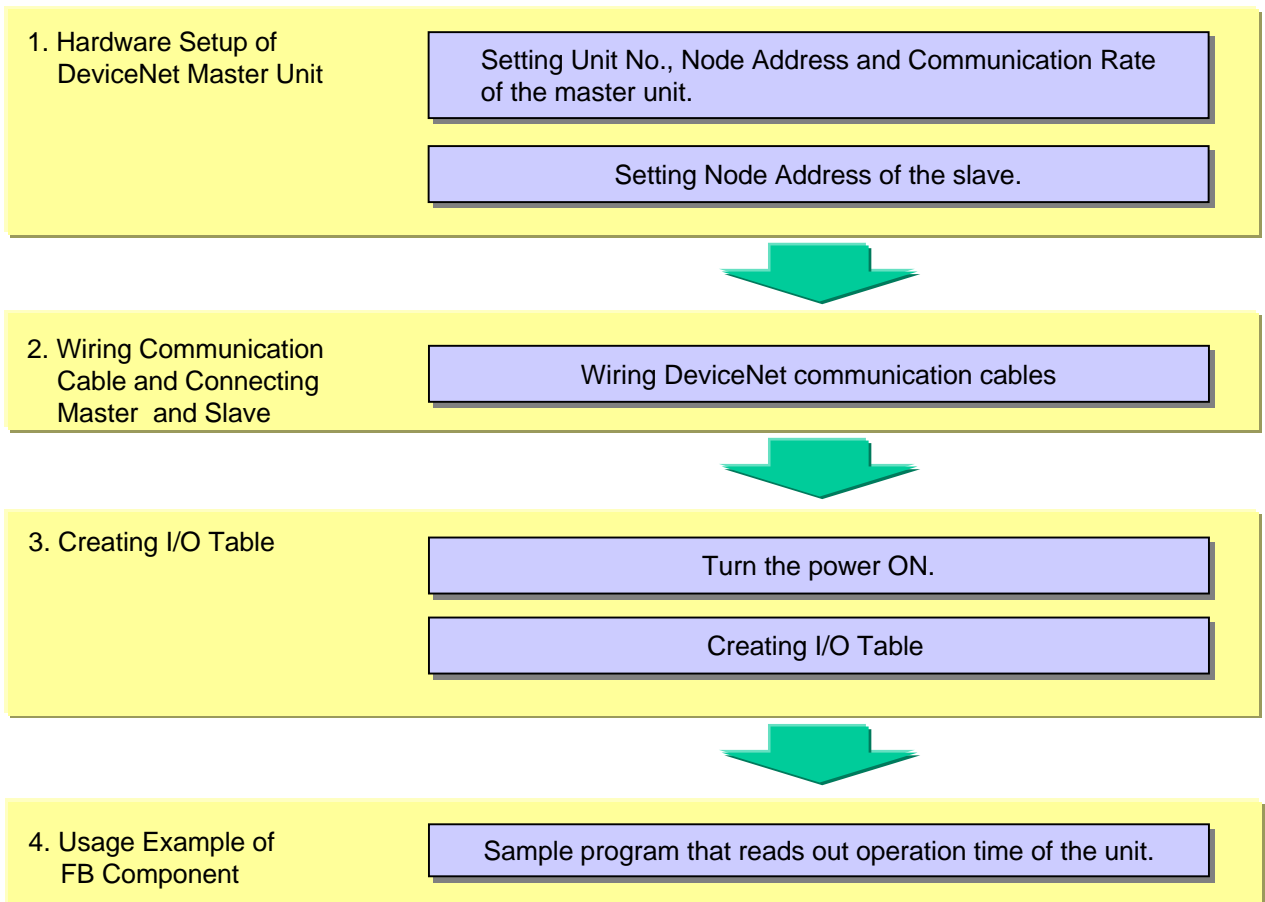 1. Hardware Setup of
DeviceNet Master Unit
Setting Unit No., Node Address and Communication Rate
of the master unit.
Setting Node Address of the slave.
2. Wiring Communication
Cable and Connecting
Master and Slave
Wiring DeviceNet communication cables
3. Creating I/O Table
Turn the power ON.
Creating I/O Table
4. Usage Example of
FB Component
Sample program that reads out operation time of the unit.